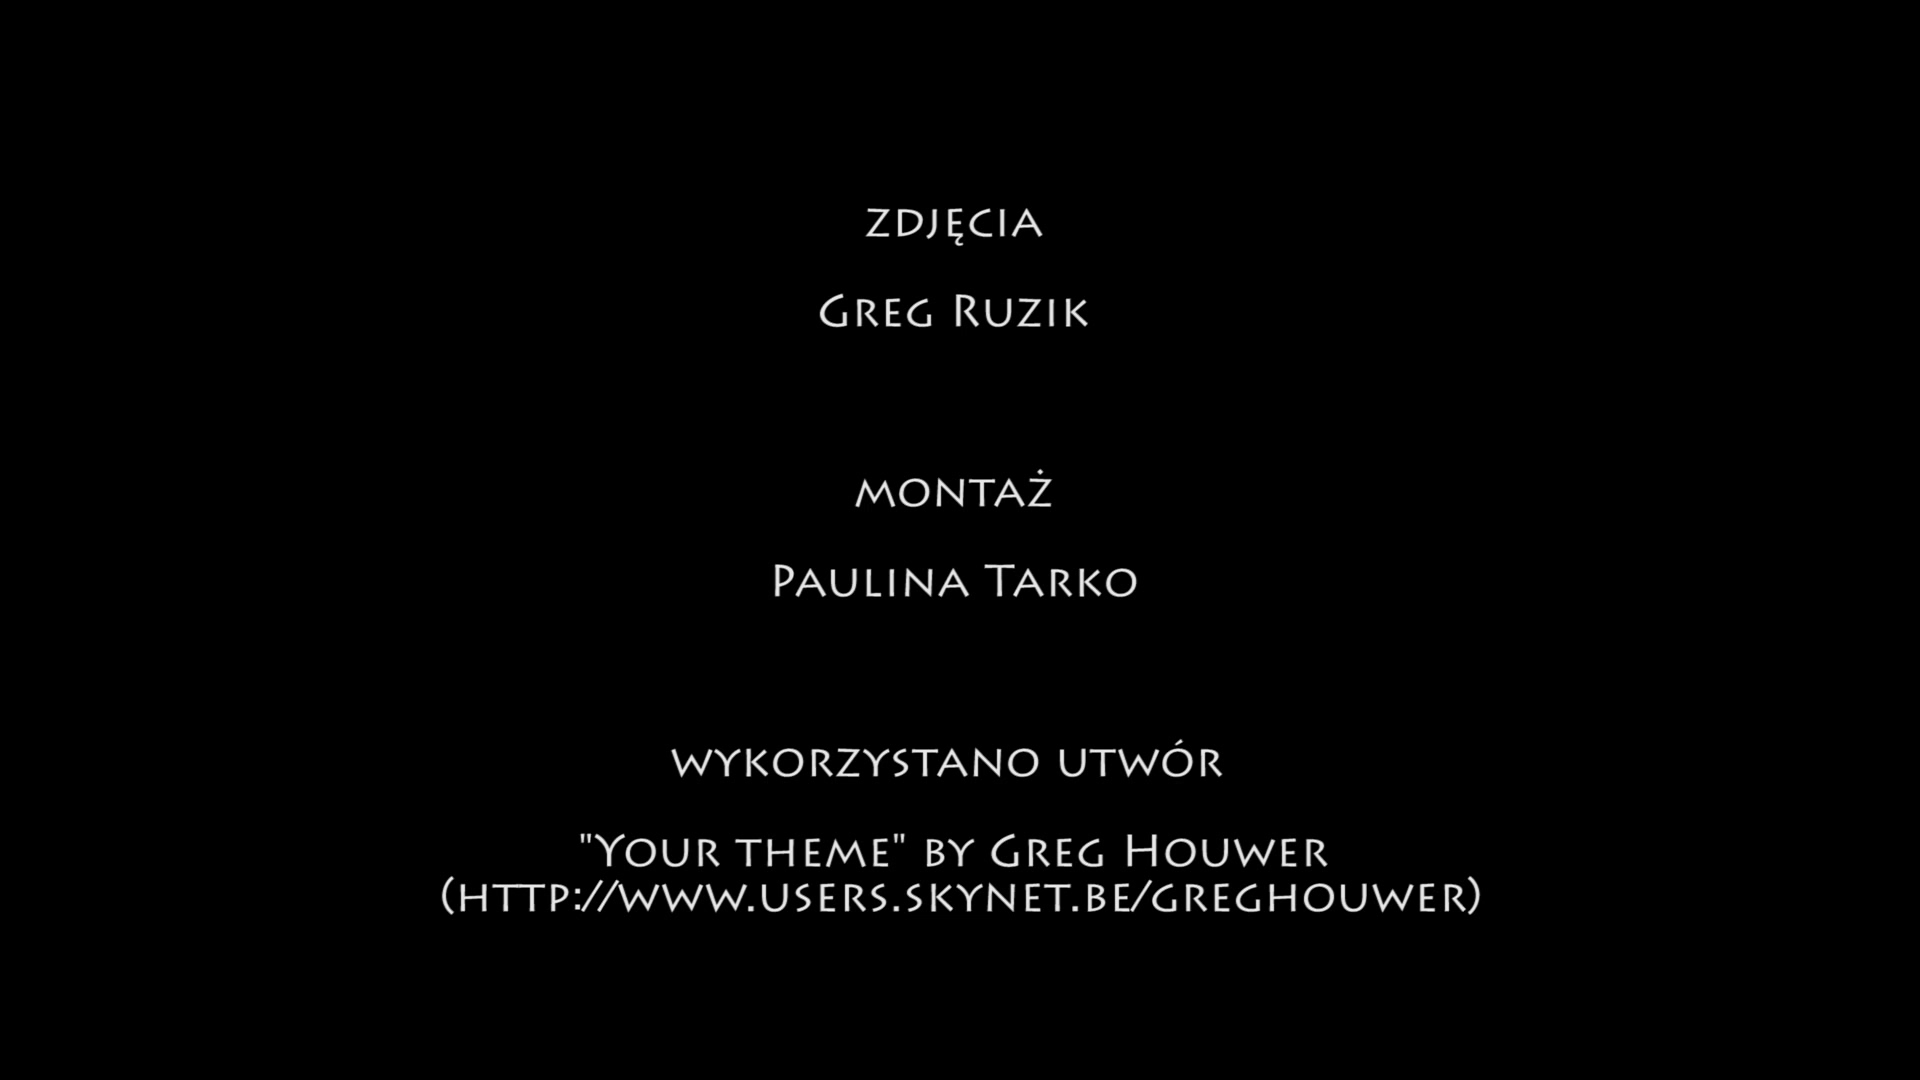 zdjęcia
Greg Ruzik
montaż
Paulina Tarko
wykorzystano utwór
"Your theme" by Greg Houwer
(http://www.users.skynet.be/greghouwer)